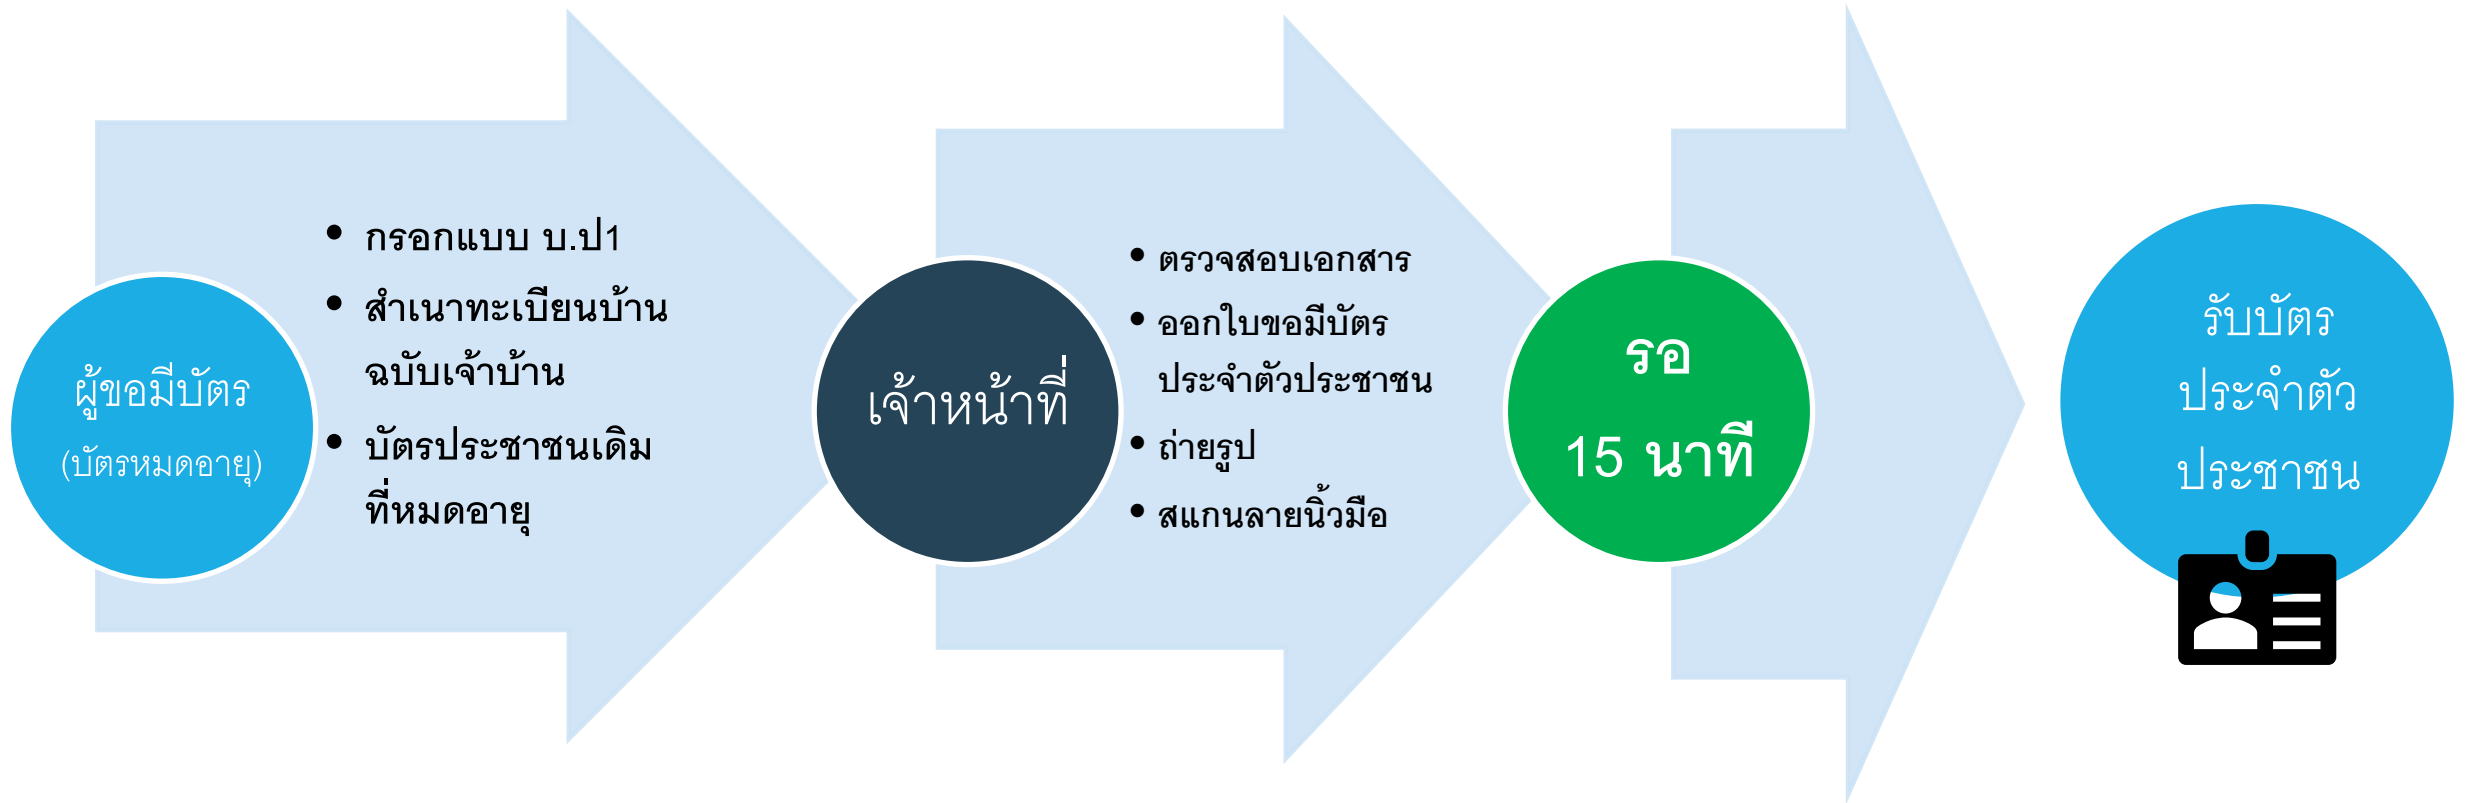 ผู้ขอมีบัตร
(บัตรหมดอายุ)
• กรอกแบบ บ.ป1
• สำเนาทะเบียนบ้าน
ฉบับเจ้าบ้าน
• บัตรประชาชนเดิม
ที่หมดอายุ
เจ้าหน้าที่
• ตรวจสอบเอกสาร
• ออกใบขอมีบัตร
ประจำตัวประชาชน
• ถ่ายรูป
• สแกนลายนิ้วมือ
รอ
15 นาที
รับบัตร
ประจำตัว
ประชาชน